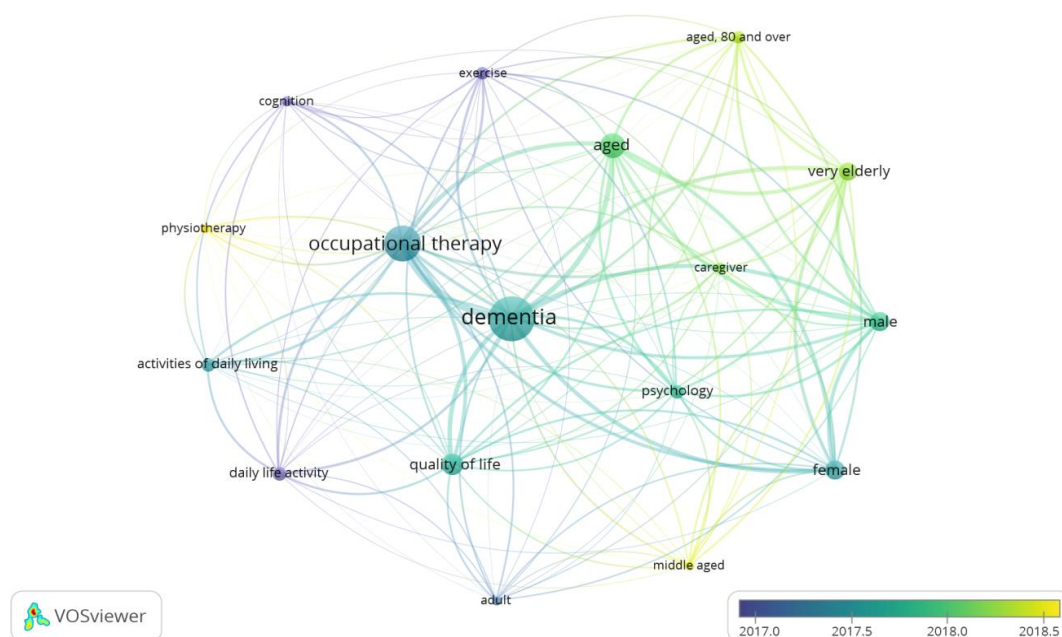 aged, 80 and over
exercise
cognition
aged
very elderly
physiotherapy
occupational therapy
caregiver
dementia
male
activities of daily living
psychology
quality of life
daily life activity
female
middle aged
adult
VOSviewer
2017.0 2017.5 2018.0 2018.5